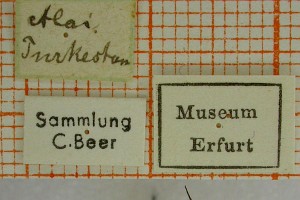 Alai.
Turkestan
Sammlung
C.Beer
Museum
Erfurt